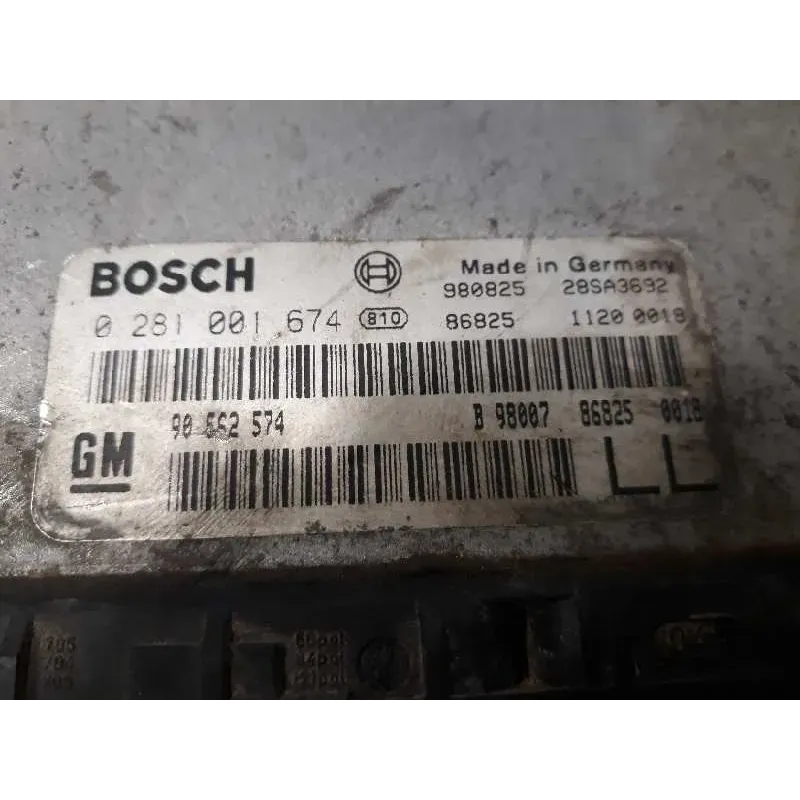 BOSCH Made in Germany
980825 28SA3692
0 281 001 674 810 86825 1120 0018
90 562 574 B 98007 86825 0018
GM LL